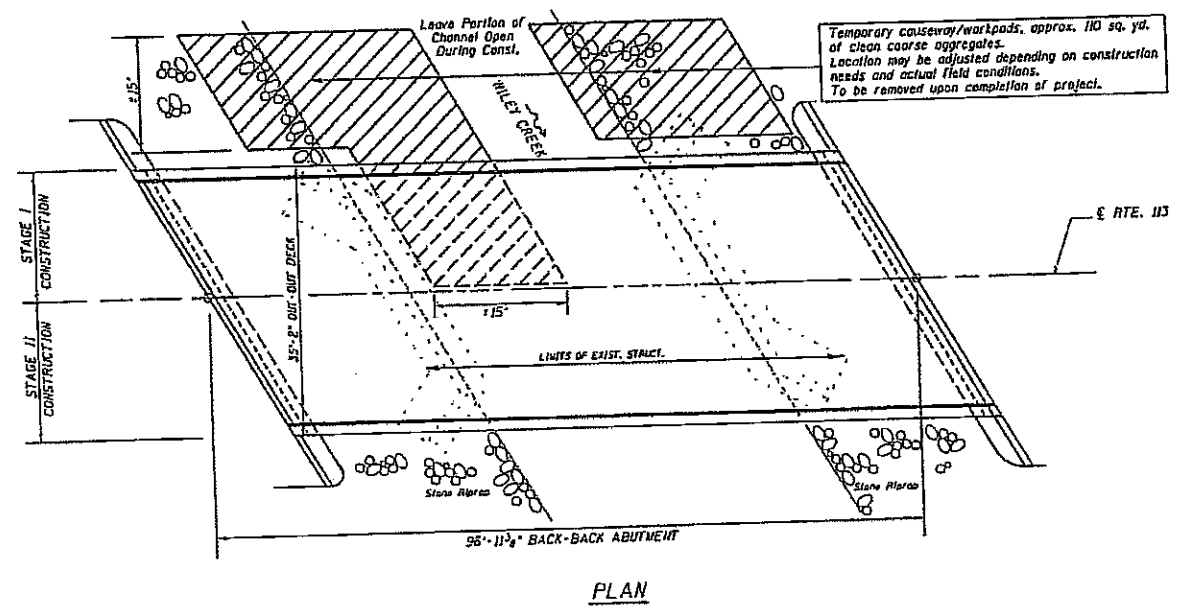 Leave Portion of
Channel Open
During Const.
Temporary causeway/workpads, approx. 110 sq. yd.
of clean coarse aggregates.
Location may be adjusted depending on construction
needs and actual field conditions.
To be removed upon completion of project.
±15'
WILEY CREEK
STAGE I
CONSTRUCTION
35'-2" OUT-OUT DECK
℄ RTE. 113
±15'
STAGE II
CONSTRUCTION
LIMITS OF EXIST. STRUCT.
Stone Riprap
Stone Riprap
BACK-BACK ABUTMENT
PLAN